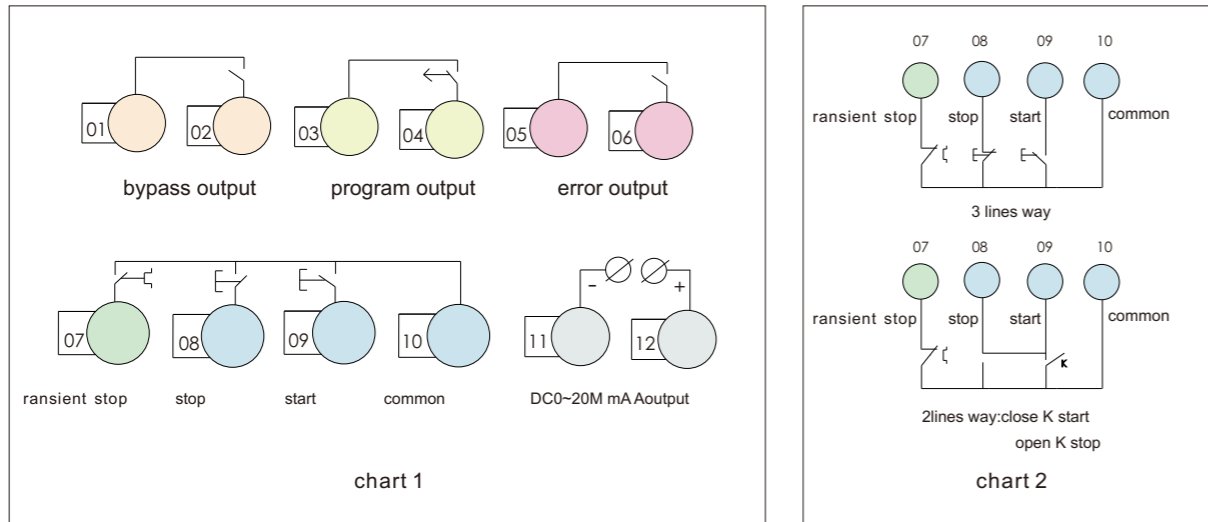 01 02 03 04 05 06
bypass output program output error output
07 08 09 10 11 12
- +
ransient stop stop start common DC0~20M mA Aoutput
chart 1
07 08 09 10
ransient stop stop start common
3 lines way
07 08 09 10
ransient stop stop start common
K
2lines way:close K start
open K stop
chart 2